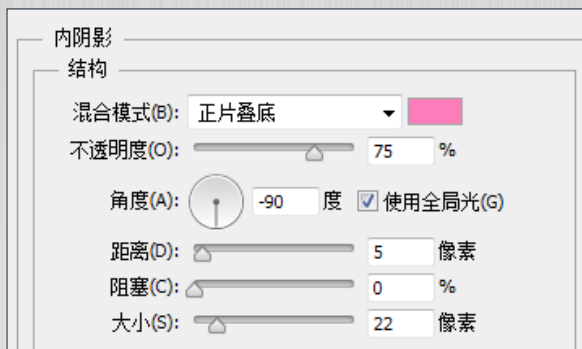 内阴影
结构
混合模式(B): 正片叠底
不透明度(O): 75 %
角度(A): -90 度 使用全局光(G)
距离(D): 5 像素
阻塞(C): 0 %
大小(S): 22 像素